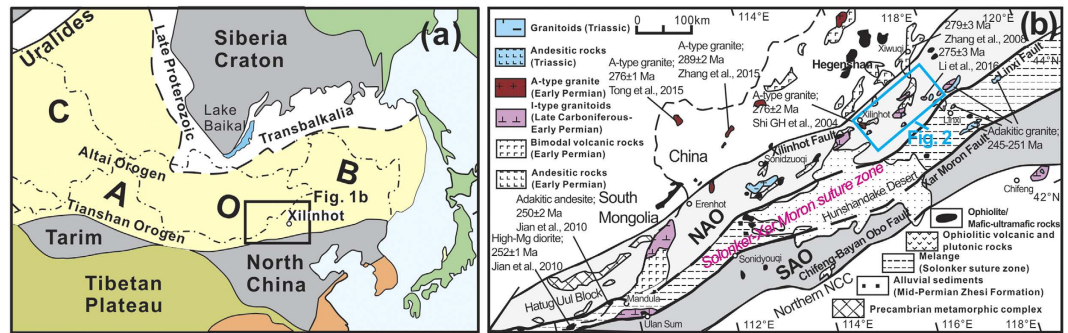 (a)
Uralides
Siberia
Craton
Late Proterozoic
Lake
Baikal
Transbalkalia
C
Altai Orogen
A
B
O
Fig. 1b
Xilinhot
Tianshan Orogen
Tarim
North
China
Tibetan
Plateau
(b)
114°E
118°E
120°E
44°N
42°N
112°E
114°E
116°E
118°E
0 100km
Granitoids (Triassic)
Andesitic rocks
(Triassic)
A-type granite
(Early Permian)
I-type granitoids
(Late Carboniferous-
Early Permian)
Bimodal volcanic rocks
(Early Permian)
Andesitic rocks
(Early Permian)
A-type granite;
276±1 Ma
Tong et al., 2015
A-type granite;
289±2 Ma
Zhang et al., 2015
A-type granite;
276±2 Ma
Shi GH et al., 2004
279±3 Ma
Zhang et al., 2008
275±3 Ma
Li et al., 2016
Xiwuqi
Hegenshan
Xilinhot
Linxi Fault
Linxi
Fig. 2
Adakitic granite;
245-251 Ma
Xilinhot Fault
Sonidzuoqi
China
Erenhot
South
Mongolia
NAO
Solonker-Xar Moron suture zone
Hunshandake Desert
Xar Moron Fault
Chifeng
Adakitic andesite;
250±2 Ma
Jian et al., 2010
High-Mg diorite;
252±1 Ma
Jian et al., 2010
Hatug Uul Block
Mandula
Ulan Sum
Sonidyouqi
SAO
Chifeng-Bayan Obo Fault
Northern NCC
Ophiolite/
Mafic-ultramafic rocks
Ophiolitic volcanic and
plutonic rocks
Melange
(Solonker suture zone)
Alluvial sediments
(Mid-Permian Zhesi Formation)
Precambrian metamorphic complex